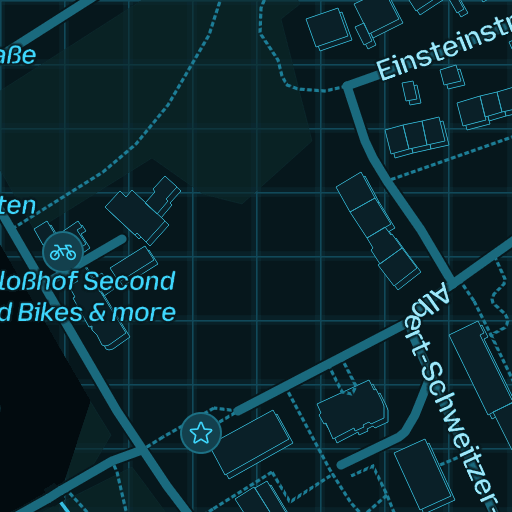 aße
Einsteinstr
ten
loßhof Second
d Bikes & more
Albert-Schweitzer-